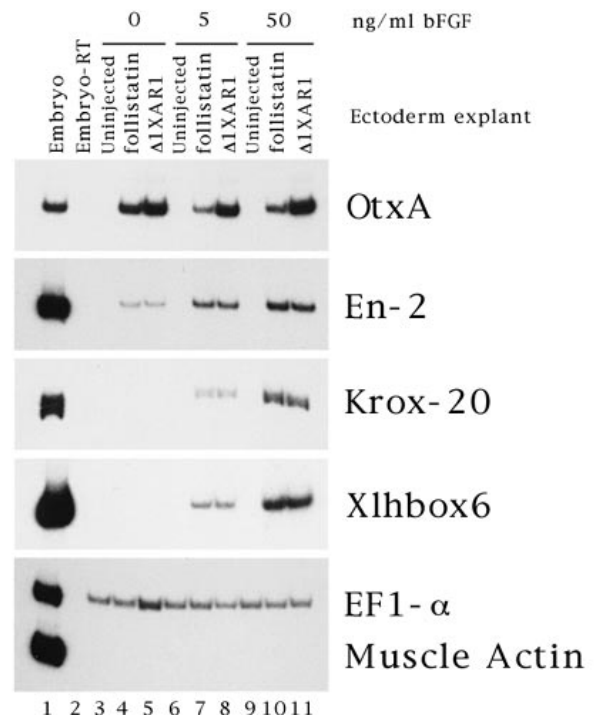 0 5 50 ng/ml bFGF
Embryo Embryo-RT Uninjected follistatin Δ1XAR1 Uninjected follistatin Δ1XAR1 Uninjected follistatin Δ1XAR1 Ectoderm explant
OtxA
En-2
Krox-20
Xlhbox6
EF1-α
Muscle Actin
1 2 3 4 5 6 7 8 9 10 11